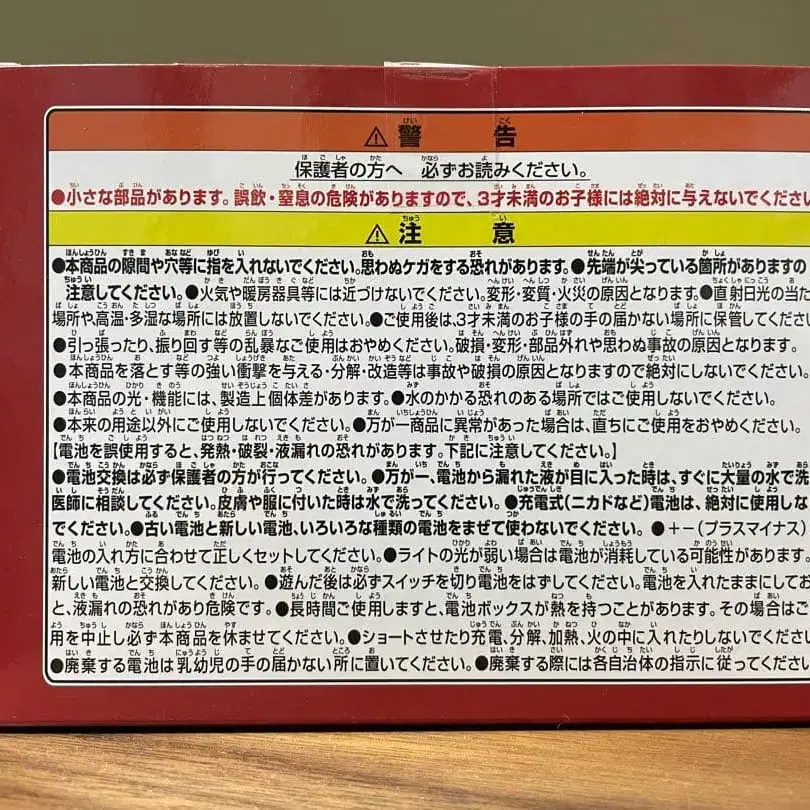 ⚠警告
保護者の方へ 必ずお読みください。
●小さな部品があります。誤飲・窒息の危険がありますので、3才未満のお子様には絶対に与えないでくださ
⚠注意
●本商品の隙間や穴等に指を入れないでください。思わぬケガをする恐れがあります。●先端が尖っている箇所がありますの
注意してください。●火気や暖房器具等には近づけないでください。変形・変質・火災の原因となります。●直射日光の当た
場所や、高温・多湿な場所には放置しないでください。●ご使用後は、3才未満のお子様の手の届かない場所に保管してくださ
●引っ張ったり、振り回す等の乱暴なご使用はおやめください。破損・変形・部品外れや思わぬ事故の原因となります。
●本商品を落とす等の強い衝撃を与える・分解・改造等は事故や破損の原因となりますので絶対にしないでください。
●本商品の光・機能には、製造上個体差があります。●水のかかる恐れのある場所ではご使用しないでください。
●本来の用途以外にご使用しないでください。●万が一商品に異常があった場合は、直ちにご使用をおやめください。
【電池を誤使用すると、発熱・破裂・液漏れの恐れがあります。下記に注意してください。】
●電池交換は必ず保護者の方が行ってください。●万が一、電池から漏れた液が目に入った時は、すぐに大量の水で洗
医師に相談してください。皮膚や服に付いた時は水で洗ってください。●充電式(ニカドなど)電池は、絶対に使用しな
でください。●古い電池と新しい電池、いろいろな種類の電池をまぜて使わないでください。●+-(プラスマイナス)
電池の入れ方に合わせて正しくセットしてください。●ライトの光が弱い場合は電池が消耗している可能性があります。
新しい電池と交換してください。●遊んだ後は必ずスイッチを切り電池をはずしてください。電池を入れたままにしてお
と、液漏れの恐れがあり危険です。●長時間ご使用しますと、電池ボックスが熱を持つことがあります。その場合はご
用を中止し必ず本商品を休ませてください。●ショートさせたり充電、分解、加熱、火の中に入れたりしないでくださ
●廃棄する電池は乳幼児の手の届かない所に置いてください。●廃棄する際には各自治体の指示に従ってください